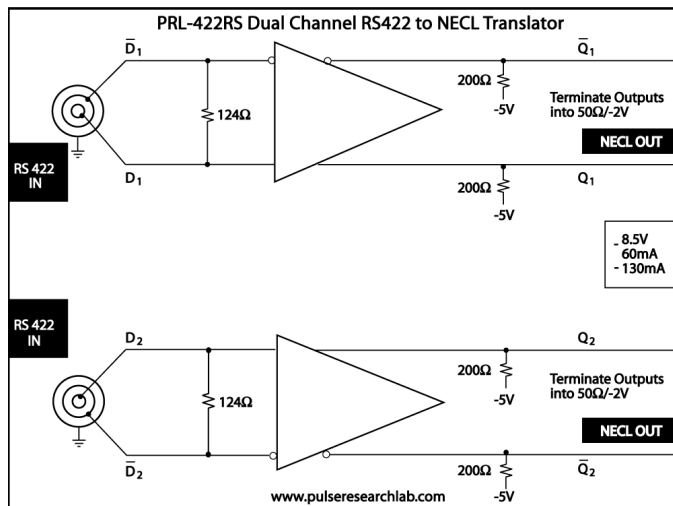 PRL-422RS Dual Channel RS422 to NECL Translator
D̅1
Q̅1
200Ω
-5V
124Ω
Terminate Outputs
into 50Ω/-2V
NECL OUT
RS 422
IN
D1
Q1
200Ω
-5V
- 8.5V
60mA
- 130mA
RS 422
IN
D2
Q2
200Ω
-5V
124Ω
Terminate Outputs
into 50Ω/-2V
NECL OUT
D̅2
Q̅2
200Ω
-5V
www.pulseresearchlab.com